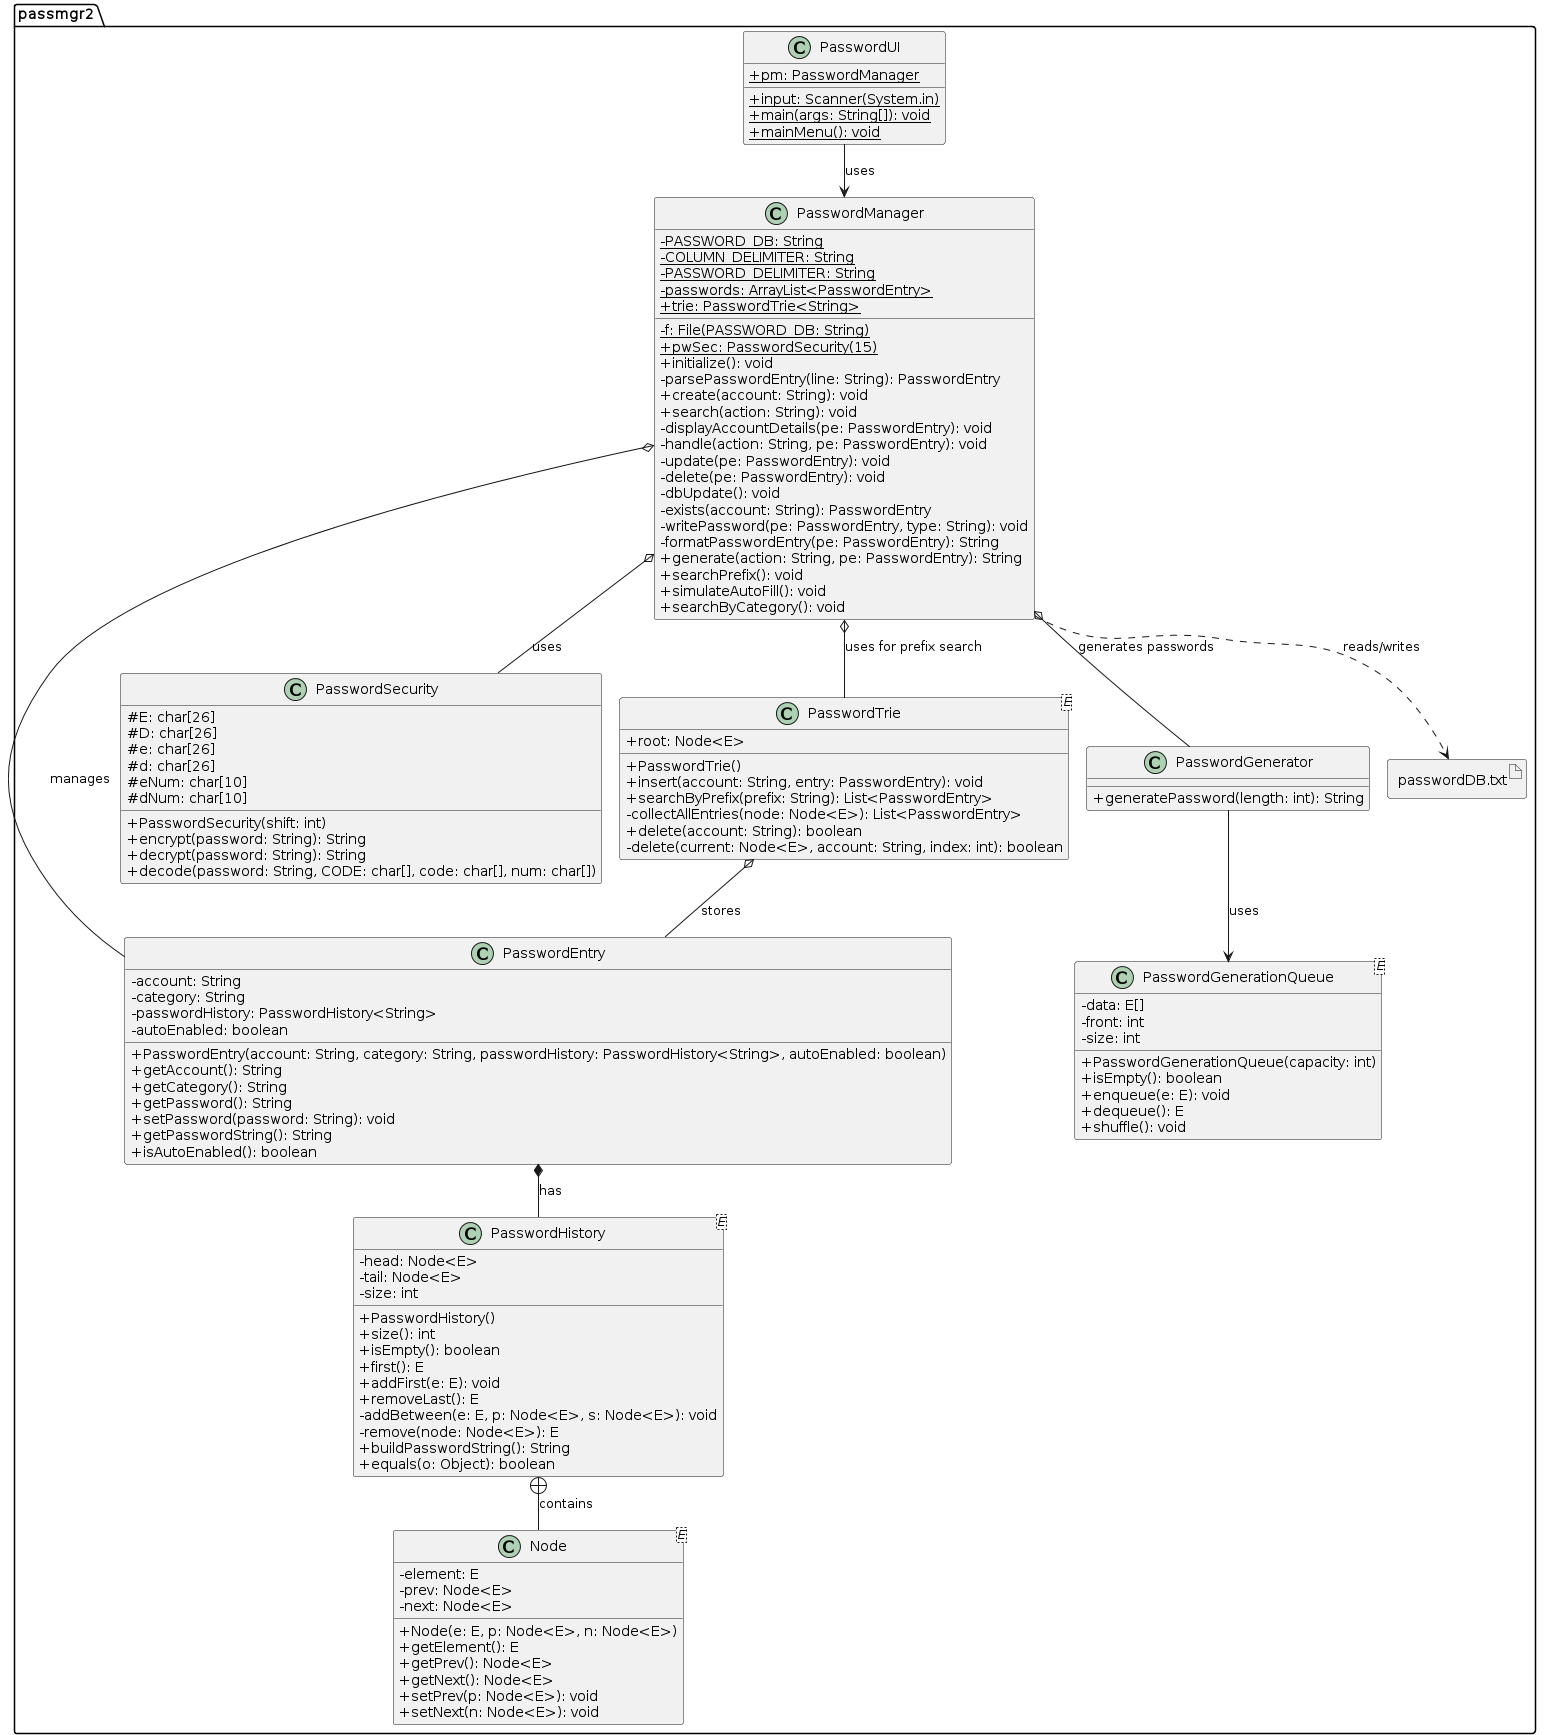 passmgr2
C PasswordUI
+pm: PasswordManager
+input: Scanner(System.in)
+main(args: String[]): void
+mainMenu(): void
uses
C PasswordManager
-PASSWORD_DB: String
-COLUMN_DELIMITER: String
-PASSWORD_DELIMITER: String
-passwords: ArrayList<PasswordEntry>
+trie: PasswordTrie<String>
-f: File(PASSWORD_DB: String)
+pwSec: PasswordSecurity(15)
+initialize(): void
-parsePasswordEntry(line: String): PasswordEntry
+create(account: String): void
+search(action: String): void
-displayAccountDetails(pe: PasswordEntry): void
-handle(action: String, pe: PasswordEntry): void
-update(pe: PasswordEntry): void
-delete(pe: PasswordEntry): void
-dbUpdate(): void
-exists(account: String): PasswordEntry
-writePassword(pe: PasswordEntry, type: String): void
-formatPasswordEntry(pe: PasswordEntry): String
+generate(action: String, pe: PasswordEntry): String
+searchPrefix(): void
+simulateAutoFill(): void
+searchByCategory(): void
uses
uses for prefix search
generates passwords
reads/writes
manages
C PasswordSecurity
#E: char[26]
#D: char[26]
#e: char[26]
#d: char[26]
#eNum: char[10]
#dNum: char[10]
+PasswordSecurity(shift: int)
+encrypt(password: String): String
+decrypt(password: String): String
+decode(password: String, CODE: char[], code: char[], num: char[])
C PasswordTrie
E
+root: Node<E>
+PasswordTrie()
+insert(account: String, entry: PasswordEntry): void
+searchByPrefix(prefix: String): List<PasswordEntry>
-collectAllEntries(node: Node<E>): List<PasswordEntry>
+delete(account: String): boolean
-delete(current: Node<E>, account: String, index: int): boolean
C PasswordGenerator
+generatePassword(length: int): String
passwordDB.txt
stores
uses
C PasswordEntry
-account: String
-category: String
-passwordHistory: PasswordHistory<String>
-autoEnabled: boolean
+PasswordEntry(account: String, category: String, passwordHistory: PasswordHistory<String>, autoEnabled: boolean)
+getAccount(): String
+getCategory(): String
+getPassword(): String
+setPassword(password: String): void
+getPasswordString(): String
+isAutoEnabled(): boolean
C PasswordGenerationQueue
E
-data: E[]
-front: int
-size: int
+PasswordGenerationQueue(capacity: int)
+isEmpty(): boolean
+enqueue(e: E): void
+dequeue(): E
+shuffle(): void
has
C PasswordHistory
E
-head: Node<E>
-tail: Node<E>
-size: int
+PasswordHistory()
+size(): int
+isEmpty(): boolean
+first(): E
+addFirst(e: E): void
+removeLast(): E
-addBetween(e: E, p: Node<E>, s: Node<E>): void
-remove(node: Node<E>): E
+buildPasswordString(): String
+equals(o: Object): boolean
contains
C Node
E
-element: E
-prev: Node<E>
-next: Node<E>
+Node(e: E, p: Node<E>, n: Node<E>)
+getElement(): E
+getPrev(): Node<E>
+getNext(): Node<E>
+setPrev(p: Node<E>): void
+setNext(n: Node<E>): void